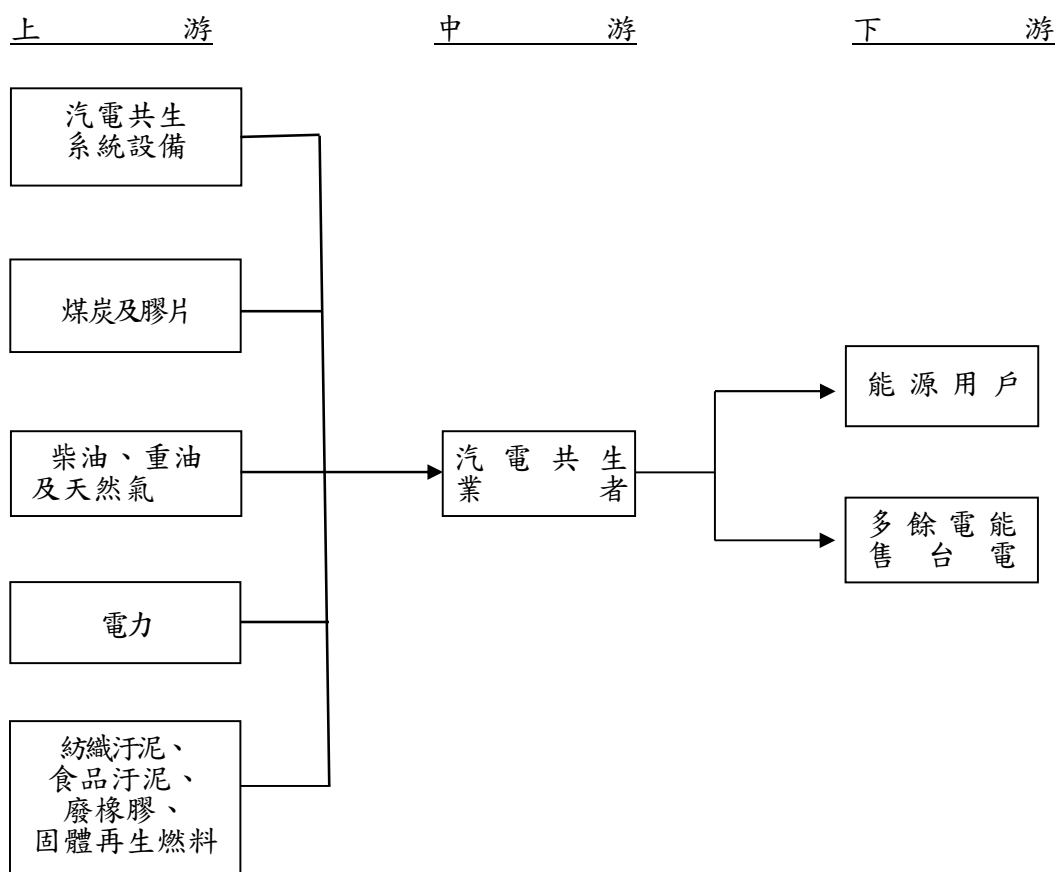 上游 中游 下游
汽電共生
系統設備
煤炭及膠片
柴油、重油
及天然氣
電力
紡織汙泥、
食品汙泥、
廢橡膠、
固體再生燃料
汽電共生
業者
能源用戶
多餘電能
售台電